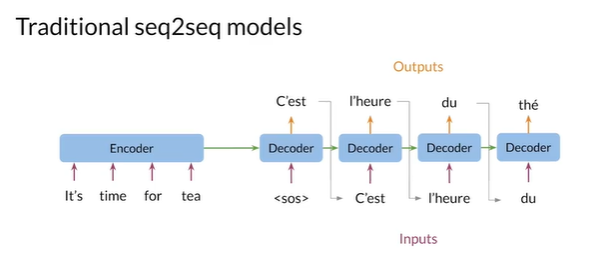 Traditional seq2seq models
Outputs
C'est l'heure du thé
Encoder Decoder Decoder Decoder Decoder
It's time for tea <sos> C'est l'heure du
Inputs